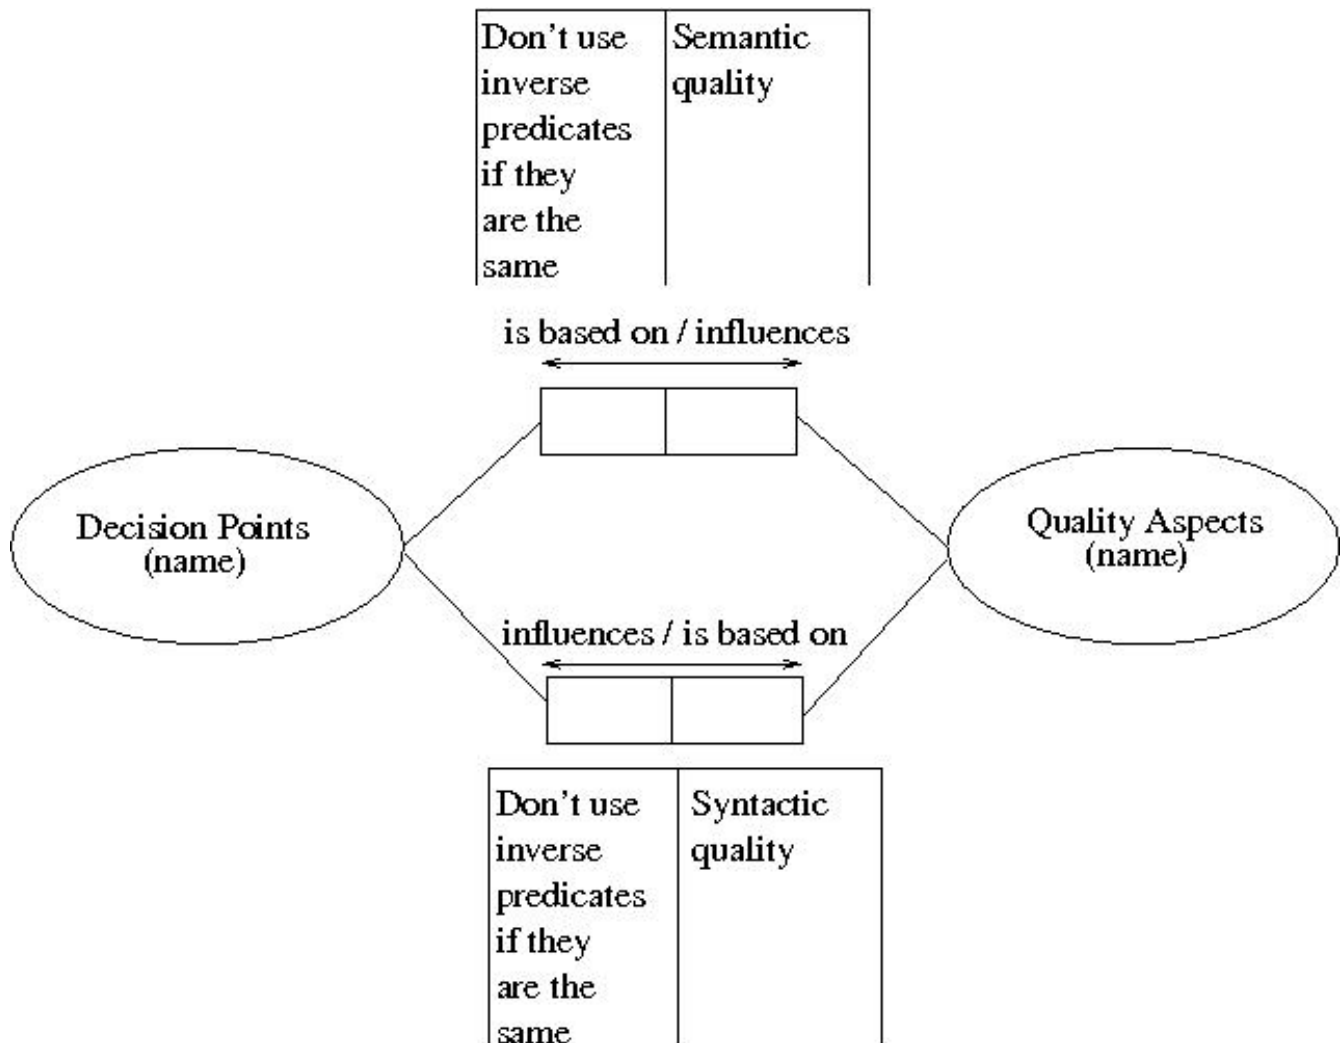 Don't use
inverse
predicates
if they
are the
same
Semantic
quality
is based on / influences
Decision Points
(name)
Quality Aspects
(name)
influences / is based on
Don't use
inverse
predicates
if they
are the
same
Syntactic
quality